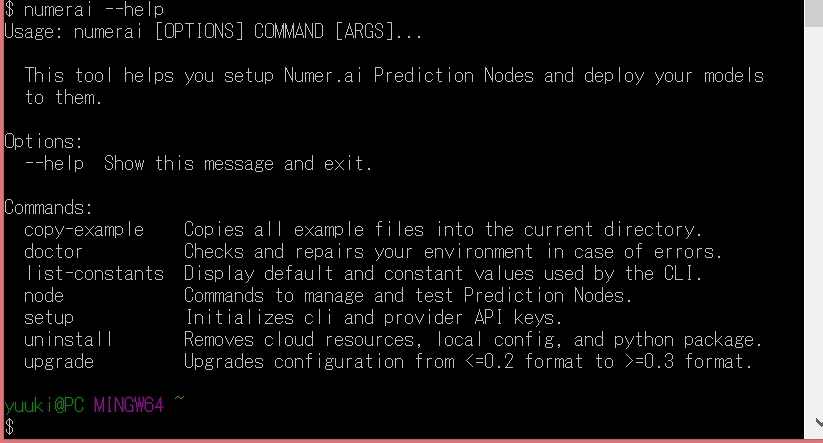 $ numerai --help
Usage: numerai [OPTIONS] COMMAND [ARGS]...
This tool helps you setup Numer.ai Prediction Nodes and deploy your models
to them.
Options:
--help  Show this message and exit.
Commands:
copy-example    Copies all example files into the current directory.
doctor          Checks and repairs your environment in case of errors.
list-constants  Display default and constant values used by the CLI.
node            Commands to manage and test Prediction Nodes.
setup           Initializes cli and provider API keys.
uninstall       Removes cloud resources, local config, and python package.
upgrade         Upgrades configuration from <=0.2 format to >=0.3 format.
yuuki@PC MINGW64 ~
$